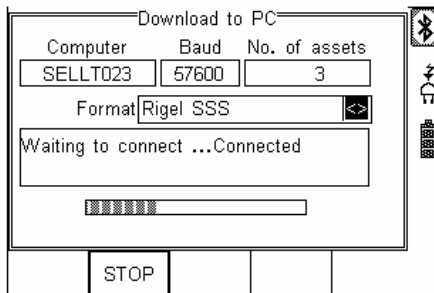 Download to PC
Computer Baud No. of assets
SELLT023 57600 3
Format Rigel SSS <>
Waiting to connect ...Connected
STOP